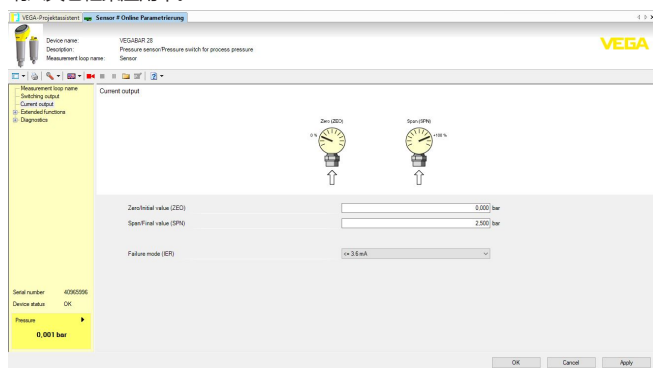 VEGA-Projektassistent
Sensor # Online Parametrierung
Device name: VEGABAR 28
Description: Pressure sensor/Pressure switch for process pressure
Measurement loop name: Sensor
VEGA
Measurement loop name
Switching output
Current output
Extended functions
Diagnostics
Current output
Zero (ZEO)
Span (SPN)
0 %
+100 %
Zero/Initial value (ZEO) 0,000 bar
Span/Final value (SPN) 2,500 bar
Failure mode (IER) <= 3.6 mA
Serial number 40965996
Device status OK
Pressure
0,001 bar
OK Cancel Apply